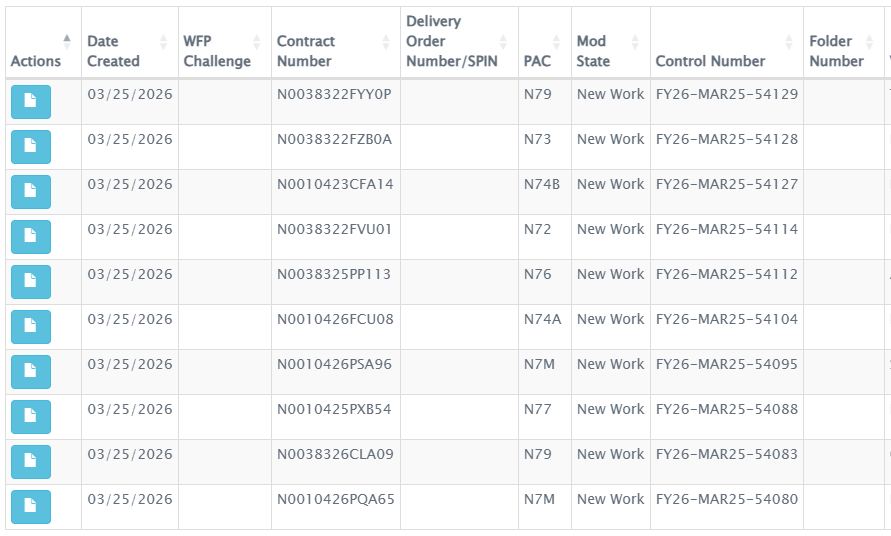 Actions Date Created WFP Challenge Contract Number Delivery Order Number/SPIN PAC Mod State Control Number Folder Number
03/25/2026 N0038322FYY0P N79 New Work FY26-MAR25-54129
03/25/2026 N0038322FZB0A N73 New Work FY26-MAR25-54128
03/25/2026 N0010423CFA14 N74B New Work FY26-MAR25-54127
03/25/2026 N0038322FVU01 N72 New Work FY26-MAR25-54114
03/25/2026 N0038325PP113 N76 New Work FY26-MAR25-54112
03/25/2026 N0010426FCU08 N74A New Work FY26-MAR25-54104
03/25/2026 N0010426PSA96 N7M New Work FY26-MAR25-54095
03/25/2026 N0010425PXB54 N77 New Work FY26-MAR25-54088
03/25/2026 N0038326CLA09 N79 New Work FY26-MAR25-54083
03/25/2026 N0010426PQA65 N7M New Work FY26-MAR25-54080